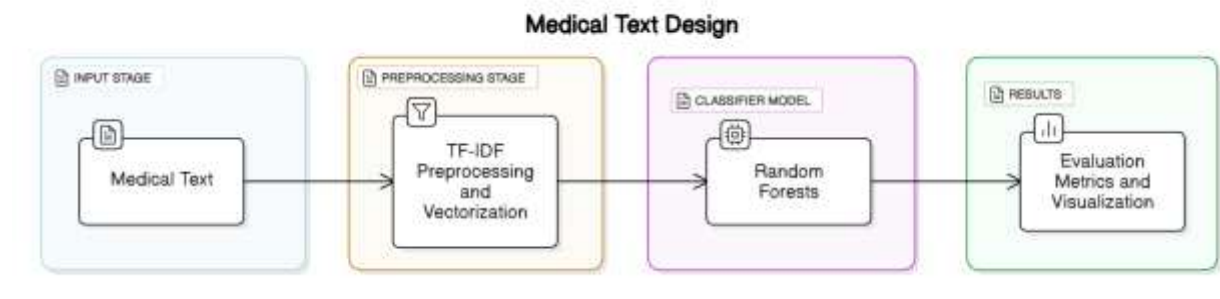 Medical Text Design
INPUT STAGE
Medical Text
PREPROCESSING STAGE
TF-IDF
Preprocessing
and
Vectorization
CLASSIFIER MODEL
Random
Forests
RESULTS
Evaluation
Metrics and
Visualization